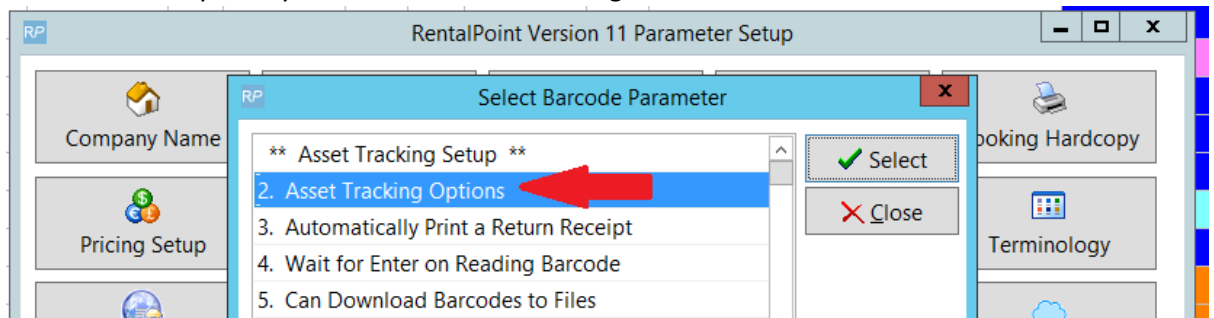 RP RentalPoint Version 11 Parameter Setup
RP Select Barcode Parameter
Company Name
Hardcopy
** Asset Tracking Setup **
Select
2. Asset Tracking Options
Close
3. Automatically Print a Return Receipt
Pricing Setup
Terminology
4. Wait for Enter on Reading Barcode
5. Can Download Barcodes to Files